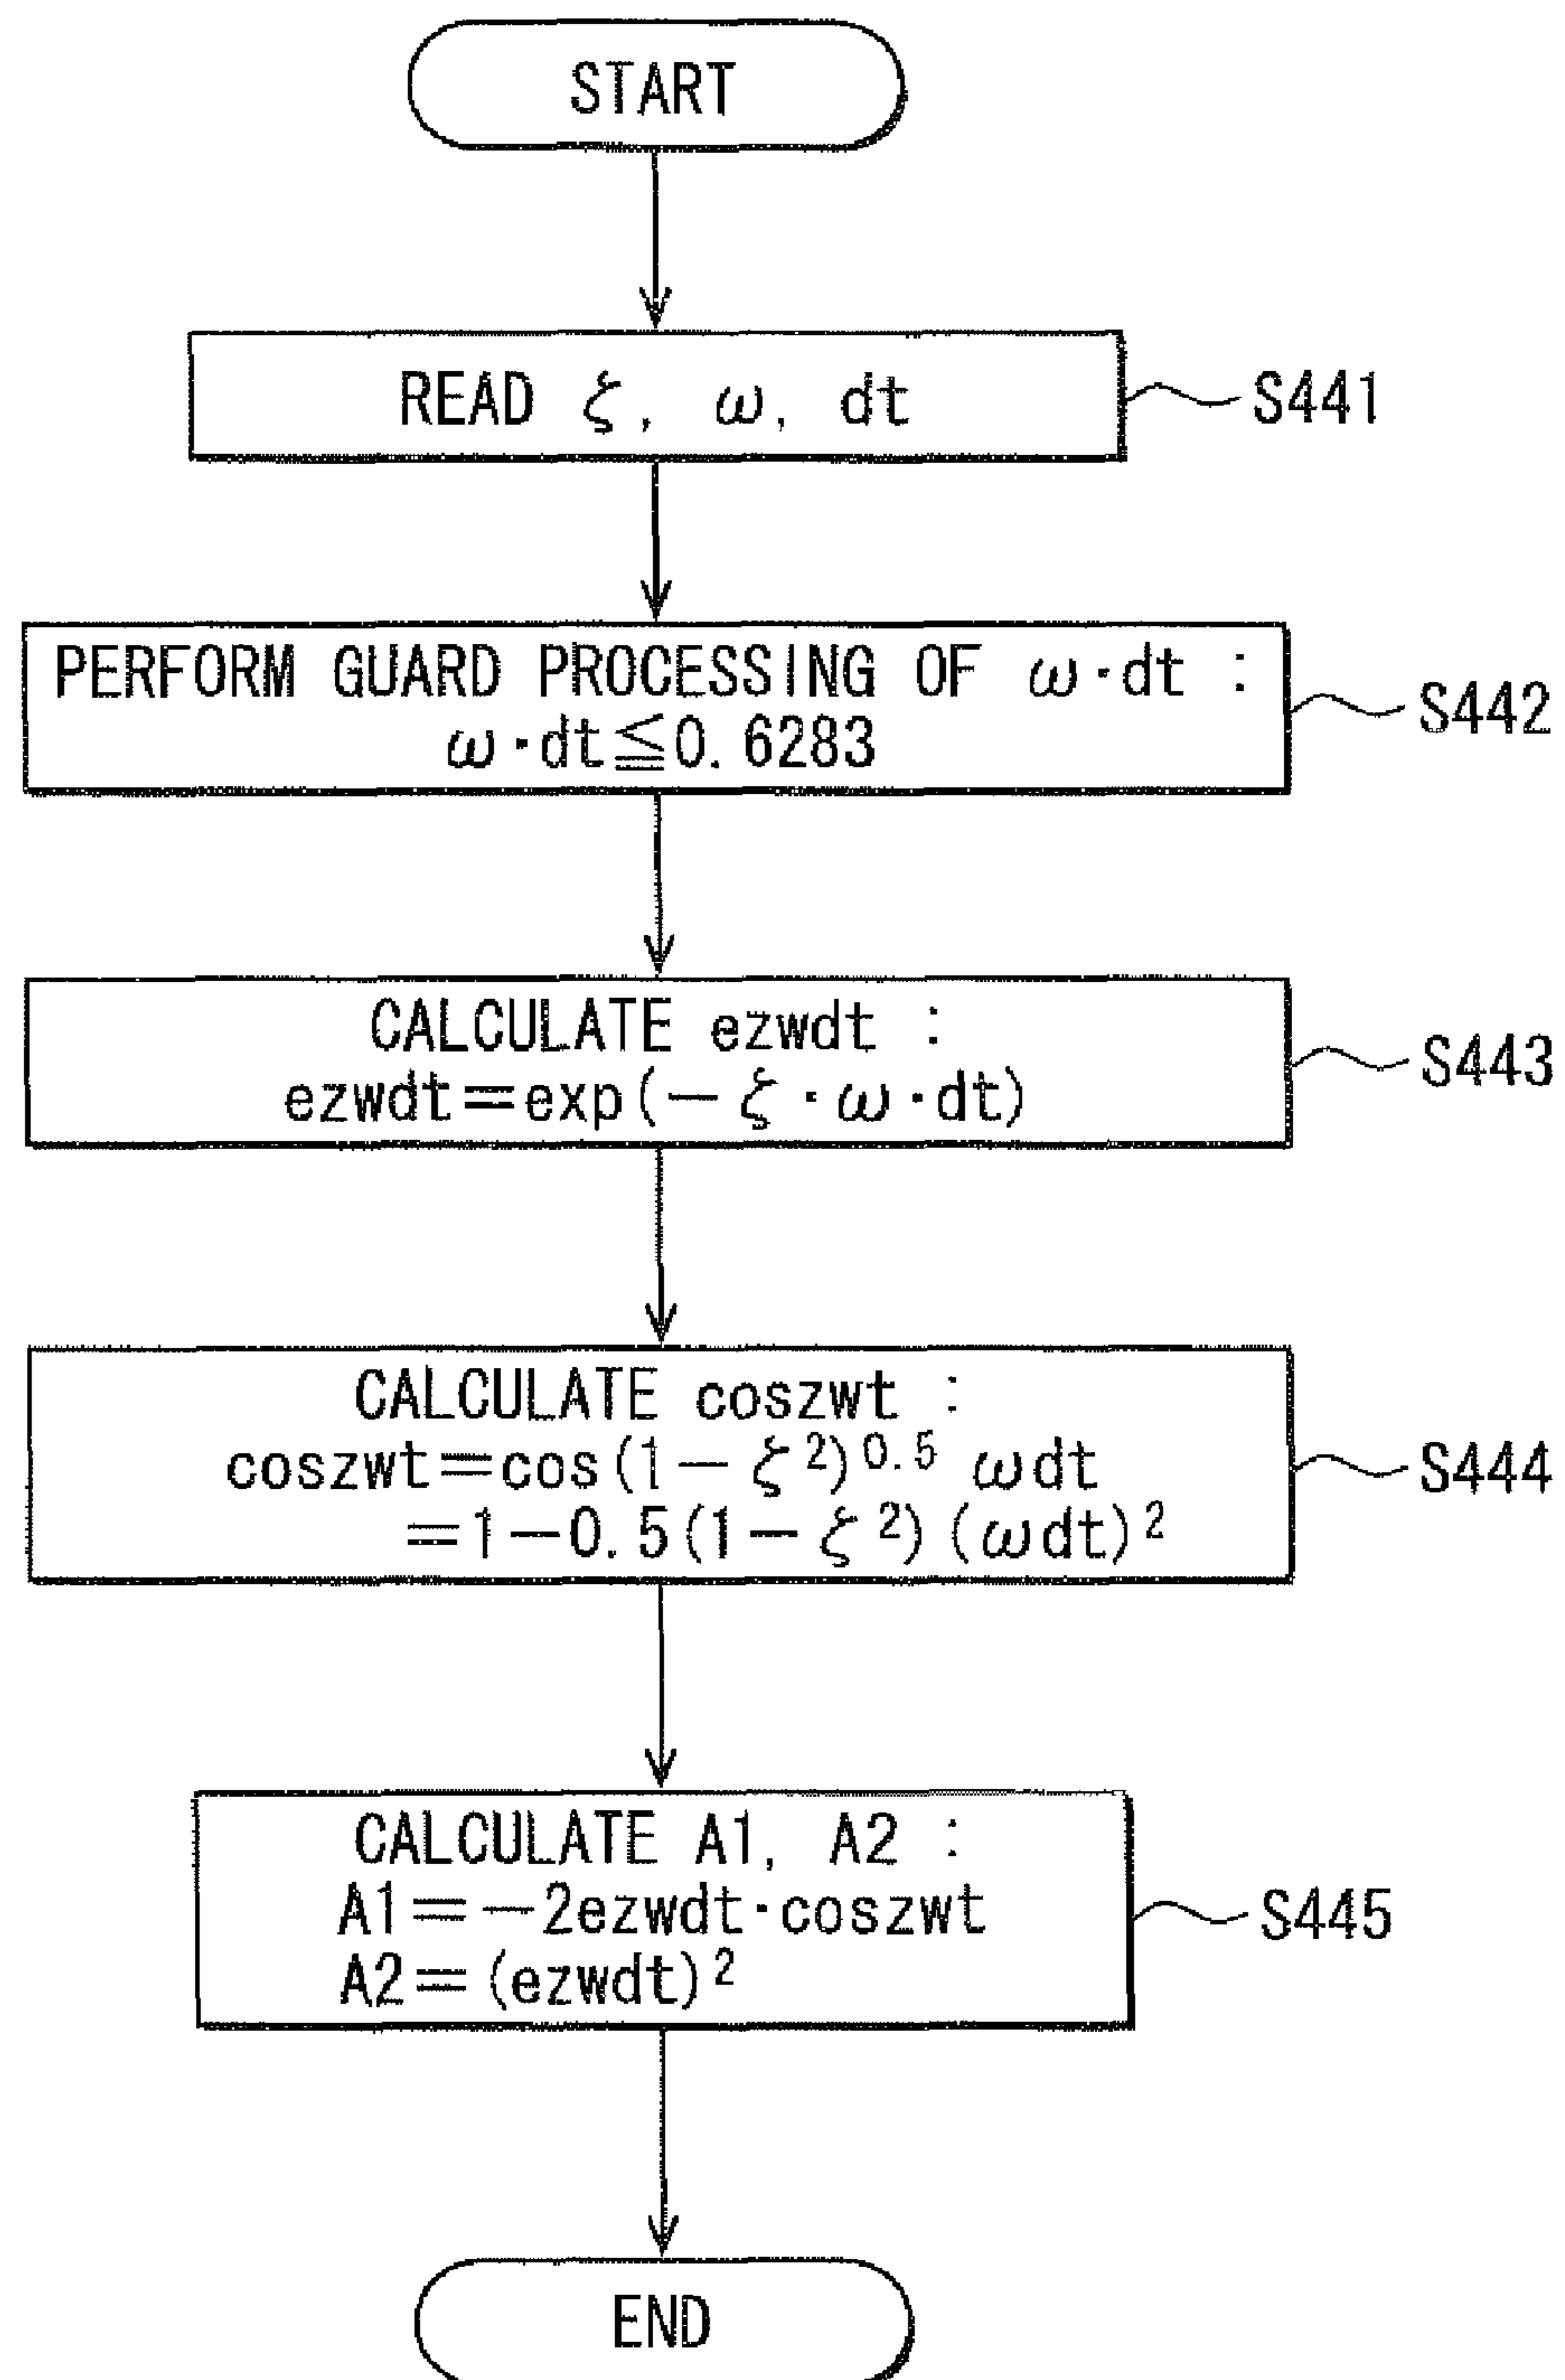 START
READ ζ, ω, dt
S441
PERFORM GUARD PROCESSING OF ω·dt :
ω·dt≦0.6283
S442
CALCULATE ezwdt :
ezwdt=exp(-ζ·ω·dt)
S443
CALCULATE coszwt :
coszwt=cos(1-ζ²)⁰·⁵ ωdt
=1-0.5(1-ζ²)(ωdt)²
S444
CALCULATE A1, A2 :
A1=-2ezwdt·coszwt
A2=(ezwdt)²
S445
END